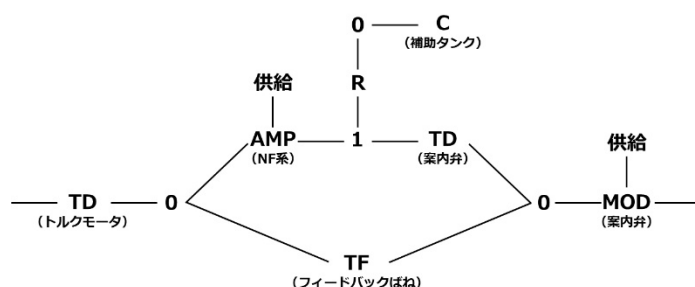 0 C
(補助タンク)
供給
R
AMP 1 TD
(NF系) (案内弁)
供給
TD 0 0 MOD
(トルクモータ) (案内弁)
TF
(フィードバックばね)